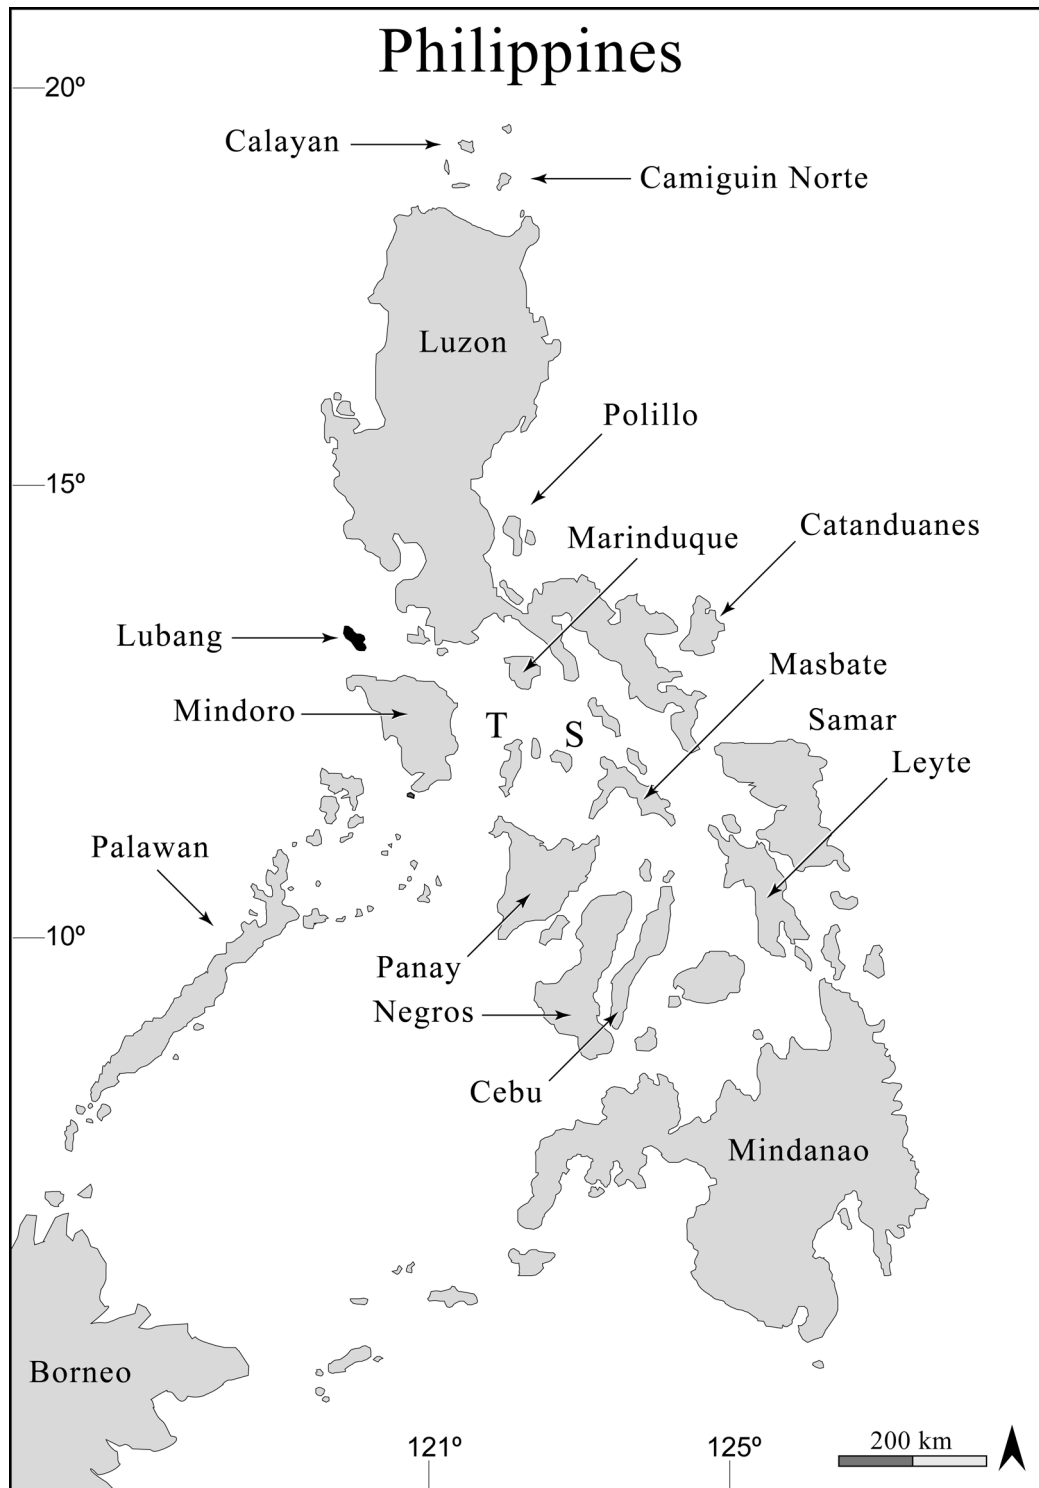 Philippines
20º
Calayan
Camiguin Norte
Luzon
Polillo
15º
Catanduanes
Marinduque
Lubang
Masbate
Mindoro
Samar
T
S
Leyte
Palawan
10º
Panay
Negros
Cebu
Mindanao
Borneo
200 km
121º
125º